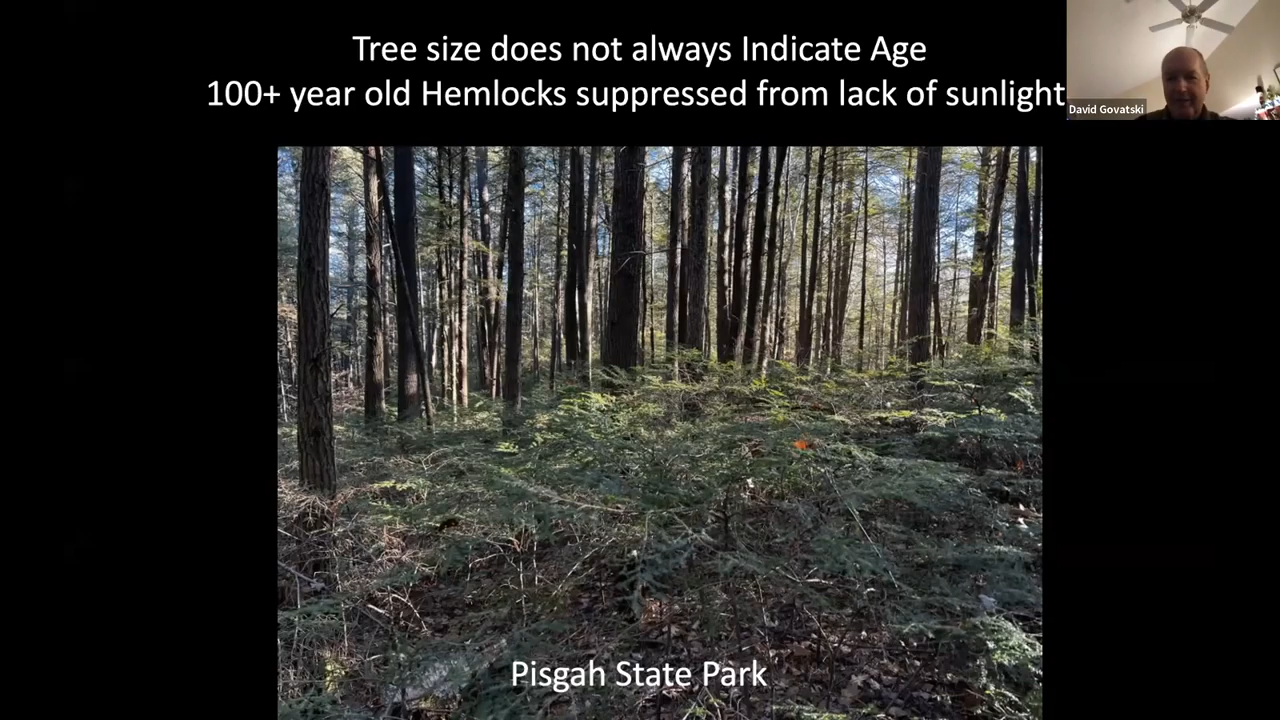 Tree size does not always Indicate Age
100+ year old Hemlocks suppressed from lack of sunlight
David Govatski
Pisgah State Park